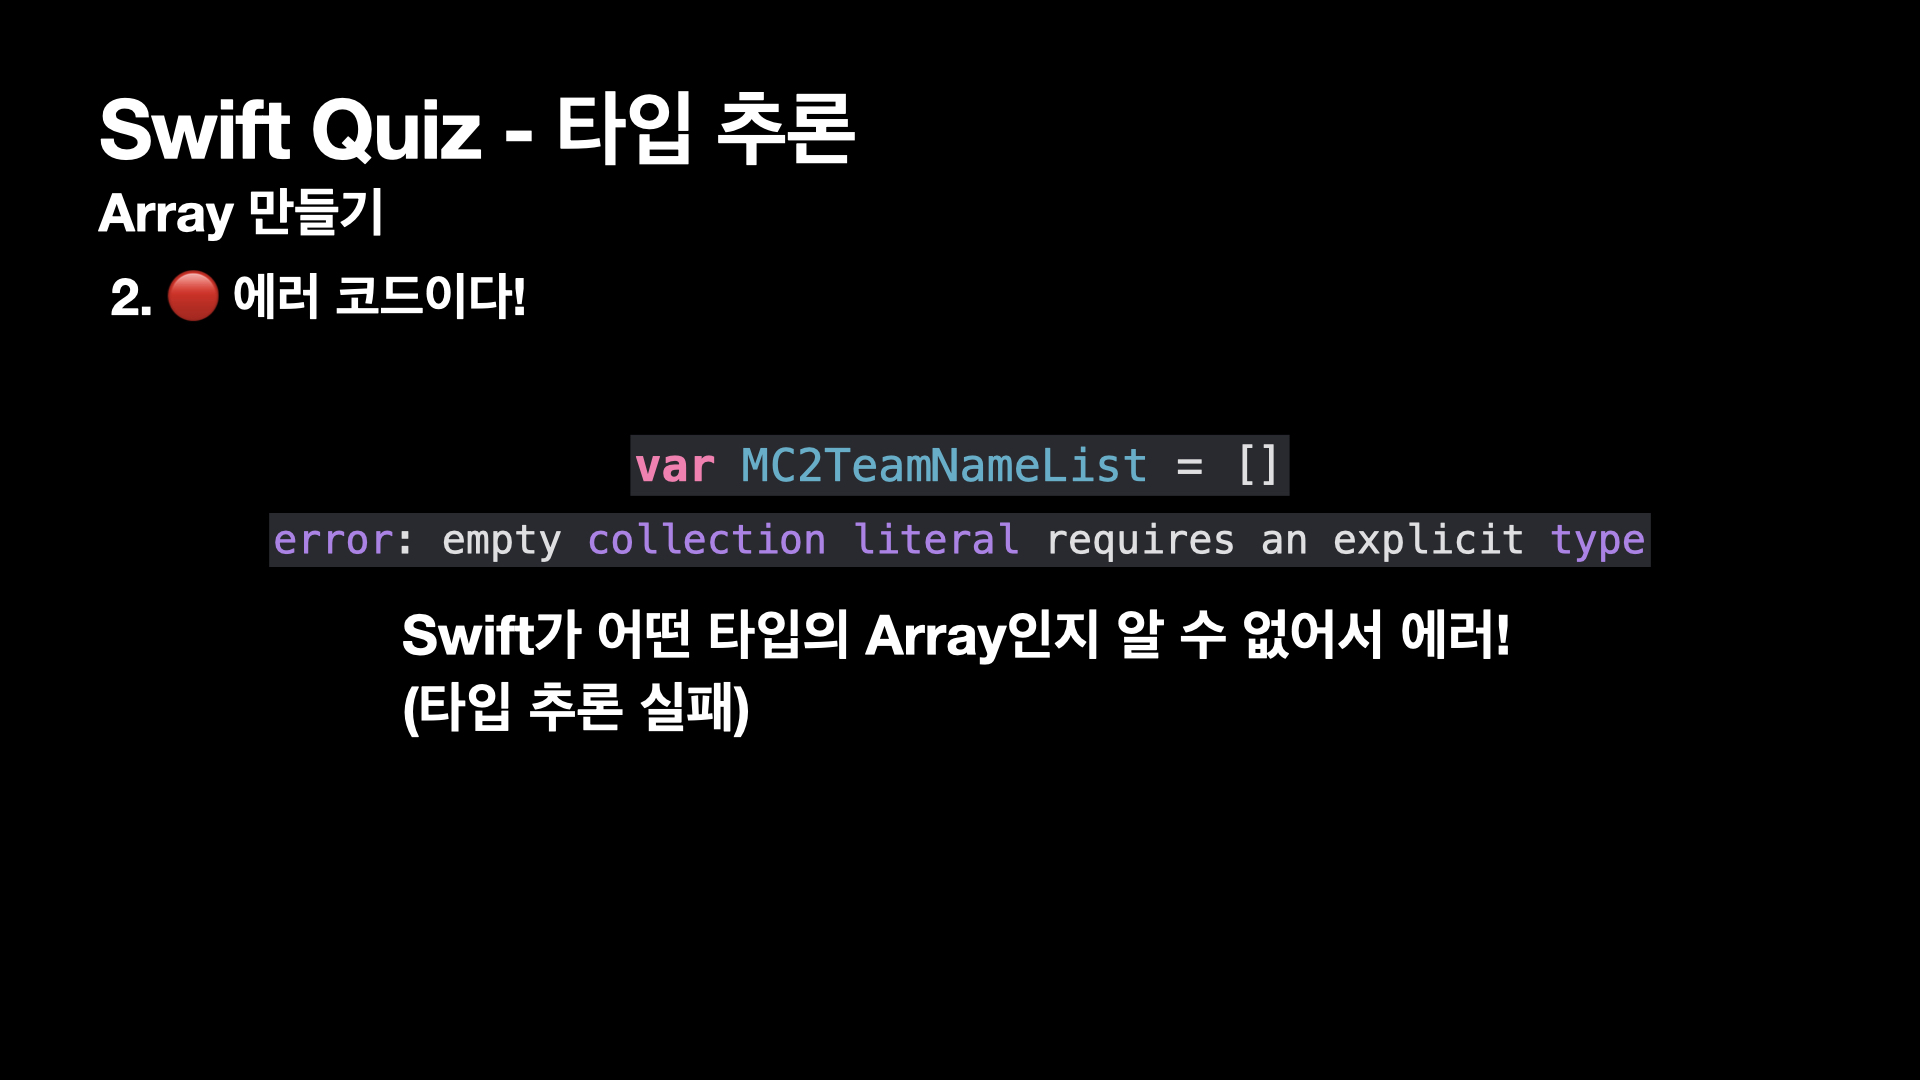 Swift Quiz - 타입 추론
Array 만들기
2. 🔴 에러 코드이다!
var MC2TeamNameList = []
error: empty collection literal requires an explicit type
Swift가 어떤 타입의 Array인지 알 수 없어서 에러!
(타입 추론 실패)